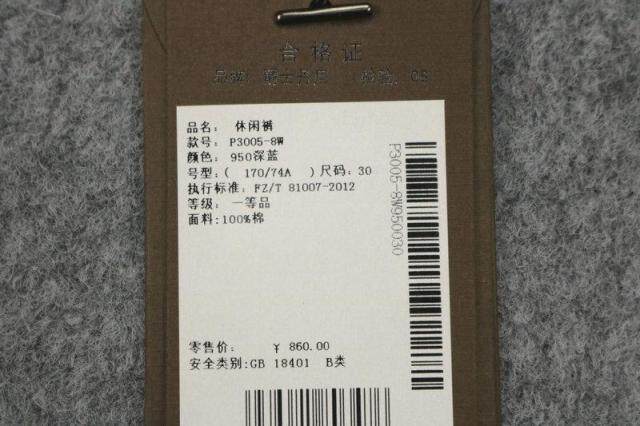 合格证
品名： 休闲裤
款号： P3005-8W
颜色： 950深蓝
号型：( 170/74A )尺码：30
执行标准：FZ/T 81007-2012
等级： 一等品
面料：100%棉
零售价： ¥ 860.00
安全类别:GB 18401 B类
P3005-8W950030